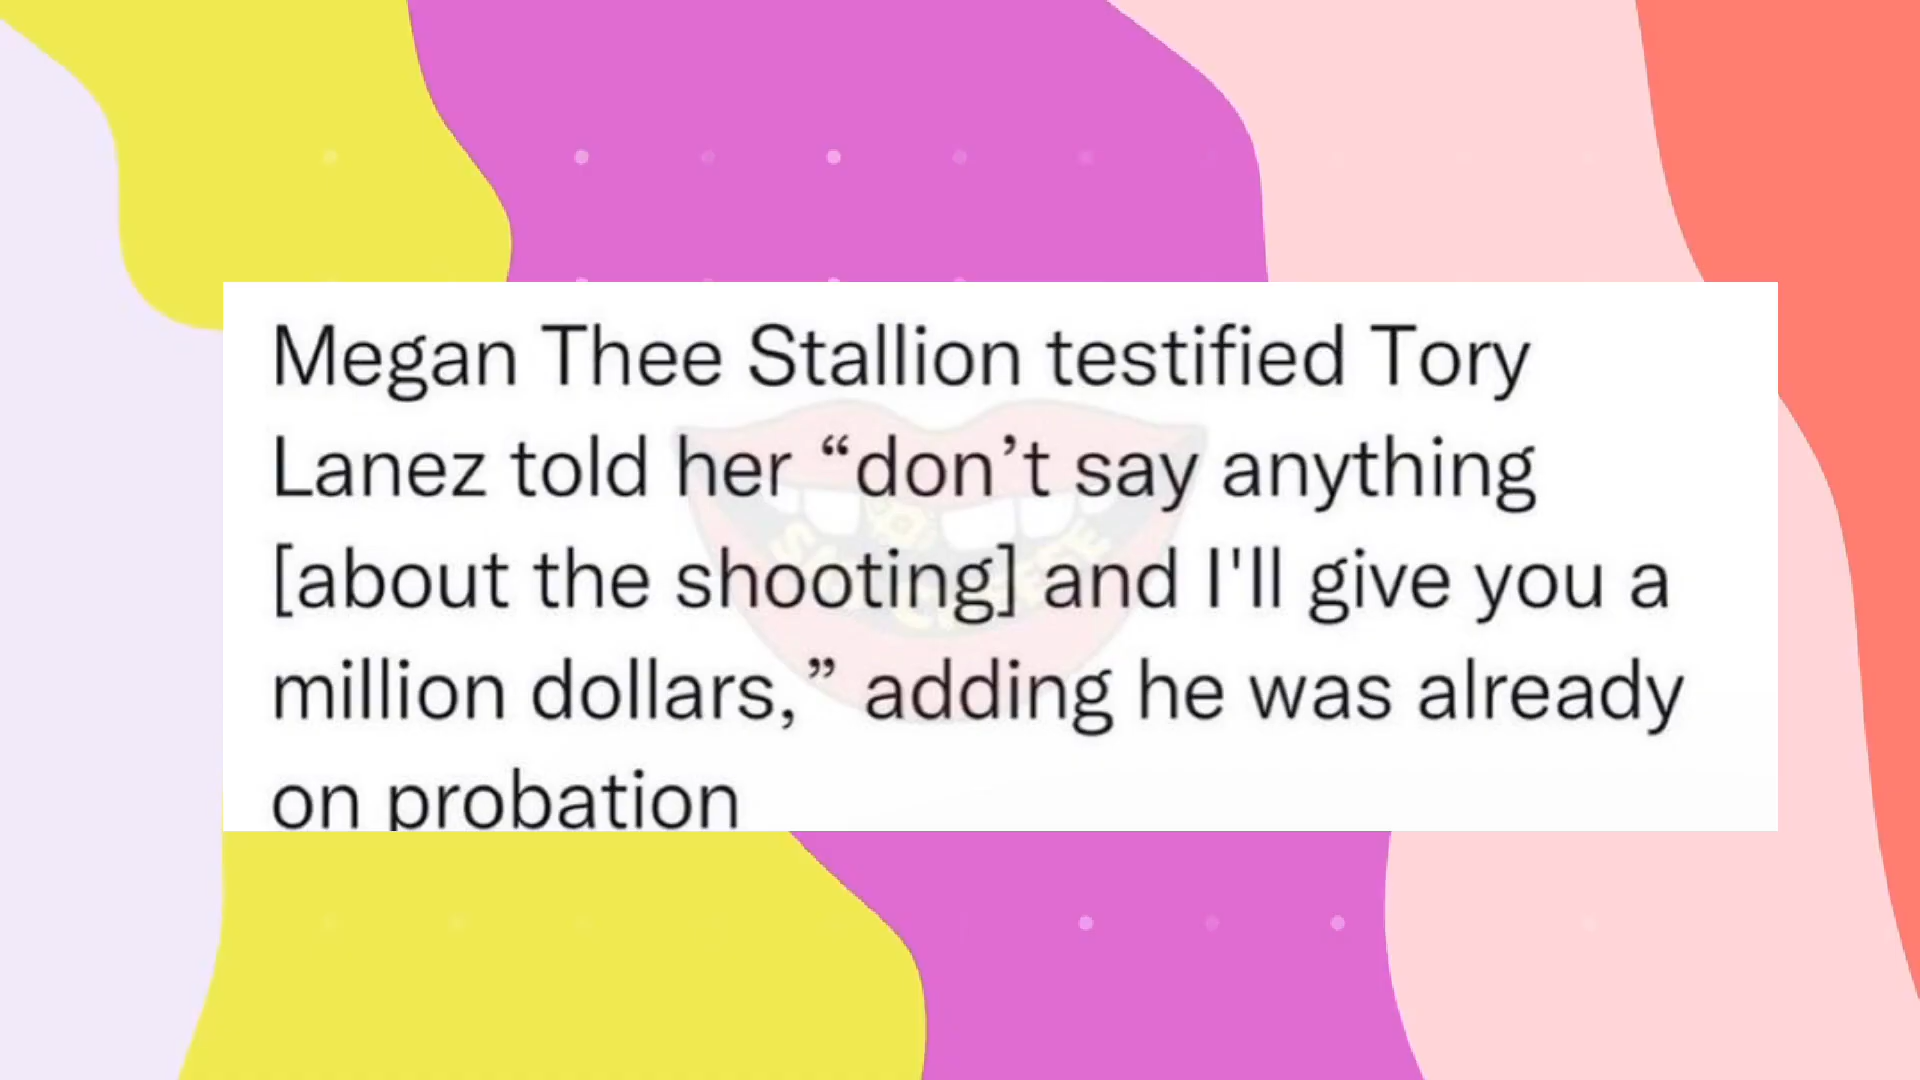 Megan Thee Stallion testified Tory
Lanez told her “don’t say anything
[about the shooting] and I'll give you a
million dollars,” adding he was already
on probation